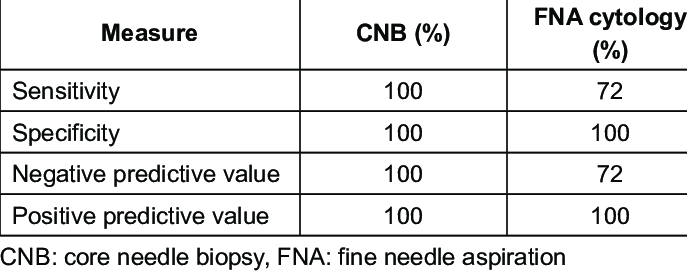 Measure CNB (%) FNA cytology (%)
Sensitivity 100 72
Specificity 100 100
Negative predictive value 100 72
Positive predictive value 100 100
CNB: core needle biopsy, FNA: fine needle aspiration